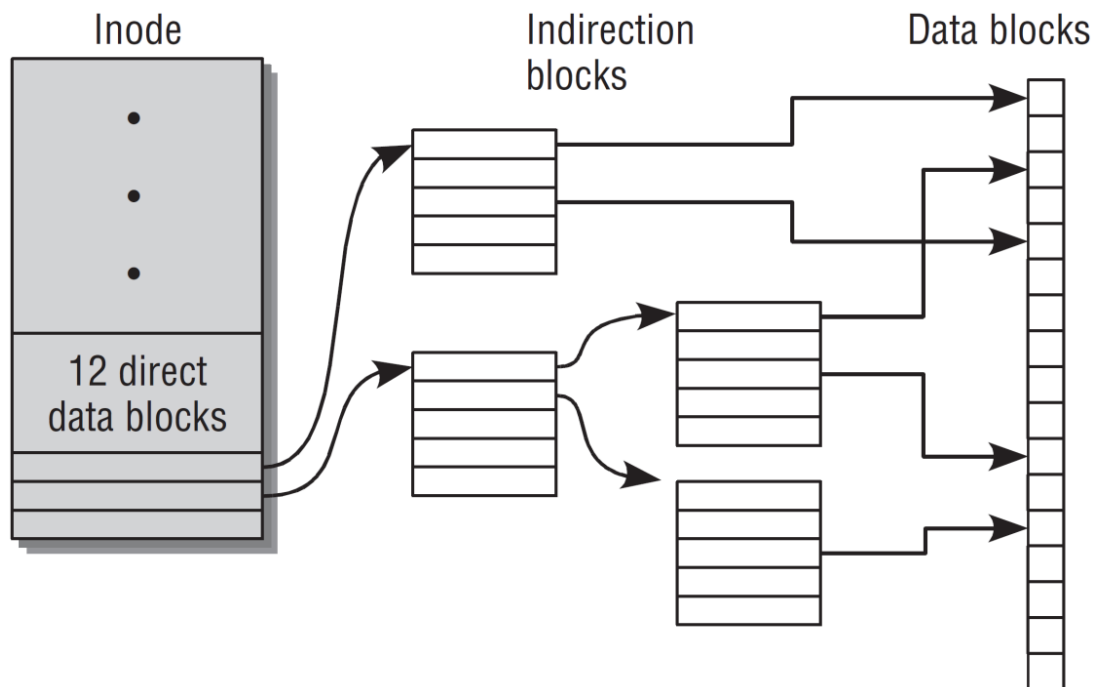 Inode
Indirection
blocks
Data blocks
12 direct
data blocks